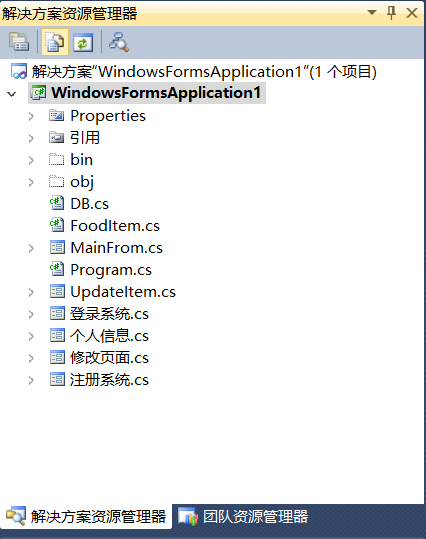 解决方案资源管理器
解决方案“WindowsFormsApplication1”(1 个项目)
WindowsFormsApplication1
Properties
引用
bin
obj
DB.cs
FoodItem.cs
MainFrom.cs
Program.cs
UpdateItem.cs
登录系统.cs
个人信息.cs
修改页面.cs
注册系统.cs
解决方案资源管理器 团队资源管理器